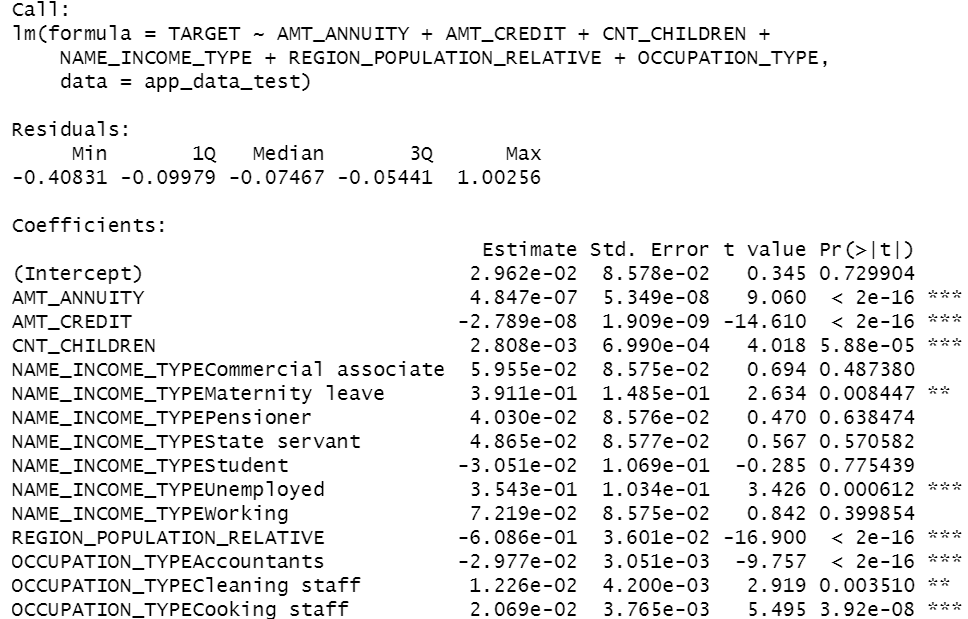 Call:
lm(formula = TARGET ~ AMT_ANNUITY + AMT_CREDIT + CNT_CHILDREN +
    NAME_INCOME_TYPE + REGION_POPULATION_RELATIVE + OCCUPATION_TYPE,
    data = app_data_test)

Residuals:
     Min       1Q   Median       3Q      Max
-0.40831 -0.09979 -0.07467 -0.05441  1.00256

Coefficients:
                                       Estimate Std. Error t value Pr(>|t|)
(Intercept)                           2.962e-02  8.578e-02   0.345 0.729904
AMT_ANNUITY                           4.847e-07  5.349e-08   9.060  < 2e-16 ***
AMT_CREDIT                           -2.789e-08  1.909e-09 -14.610  < 2e-16 ***
CNT_CHILDREN                          2.808e-03  6.990e-04   4.018 5.88e-05 ***
NAME_INCOME_TYPECommercial associate  5.955e-02  8.575e-02   0.694 0.487380
NAME_INCOME_TYPEMaternity leave       3.911e-01  1.485e-01   2.634 0.008447 **
NAME_INCOME_TYPEPensioner             4.030e-02  8.576e-02   0.470 0.638474
NAME_INCOME_TYPEState servant         4.865e-02  8.577e-02   0.567 0.570582
NAME_INCOME_TYPEStudent              -3.051e-02  1.069e-01  -0.285 0.775439
NAME_INCOME_TYPEUnemployed            3.543e-01  1.034e-01   3.426 0.000612 ***
NAME_INCOME_TYPEWorking               7.219e-02  8.575e-02   0.842 0.399854
REGION_POPULATION_RELATIVE           -6.086e-01  3.601e-02 -16.900  < 2e-16 ***
OCCUPATION_TYPEAccountants           -2.977e-02  3.051e-03  -9.757  < 2e-16 ***
OCCUPATION_TYPECleaning staff         1.226e-02  4.200e-03   2.919 0.003510 **
OCCUPATION_TYPECooking staff          2.069e-02  3.765e-03   5.495 3.92e-08 ***